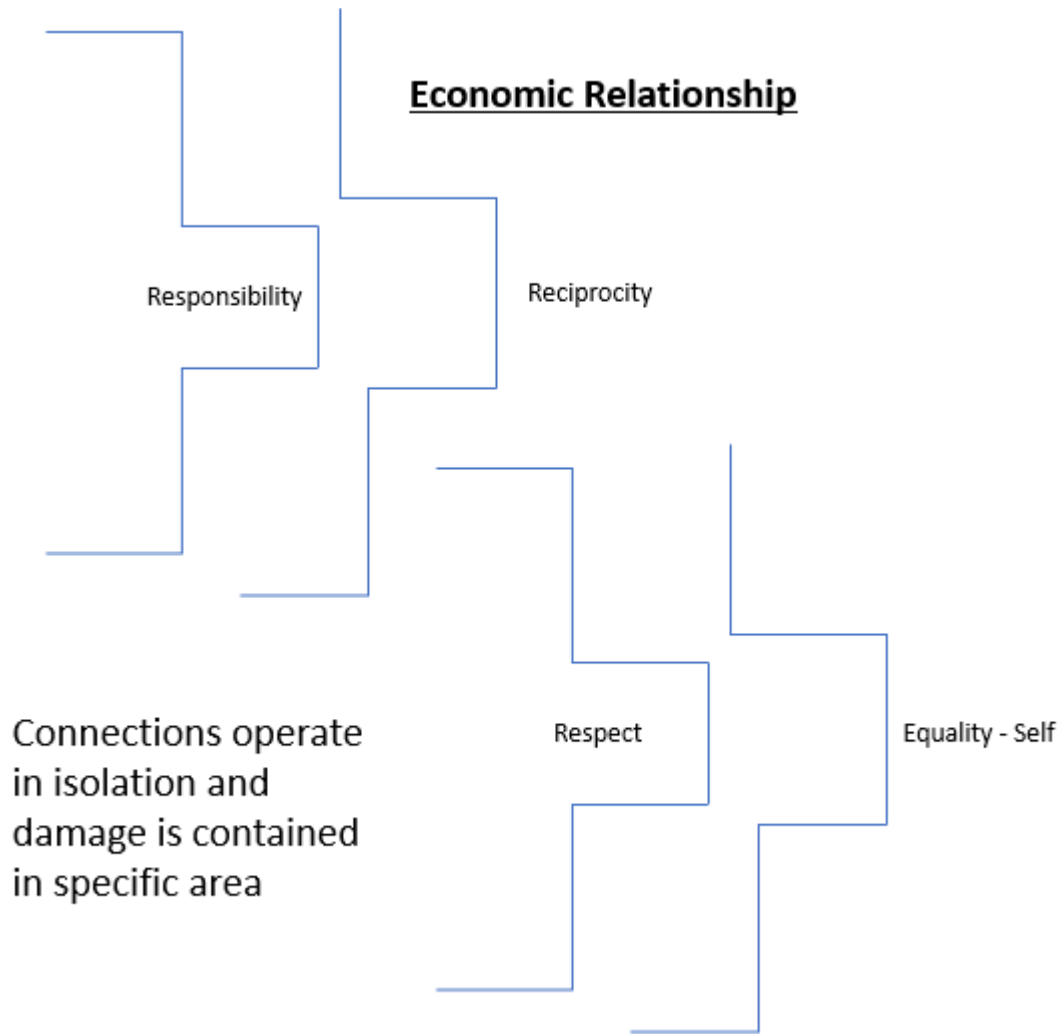 Economic Relationship
Responsibility
Reciprocity
Respect
Equality - Self
Connections operate
in isolation and
damage is contained
in specific area